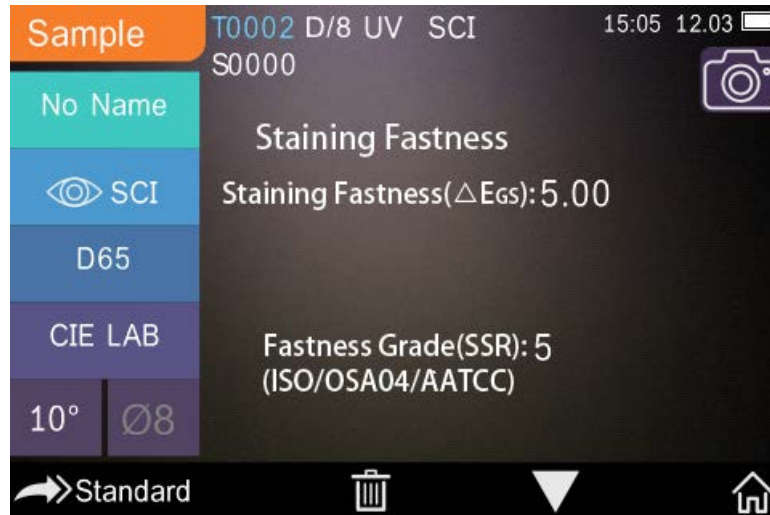 Sample
T0002 D/8 UV SCI
15:05 12.03
S0000
No Name
Staining Fastness
SCI
Staining Fastness(△EGS):5.00
D65
CIE LAB
Fastness Grade(SSR): 5
(ISO/OSA04/AATCC)
10° Ø8
Standard